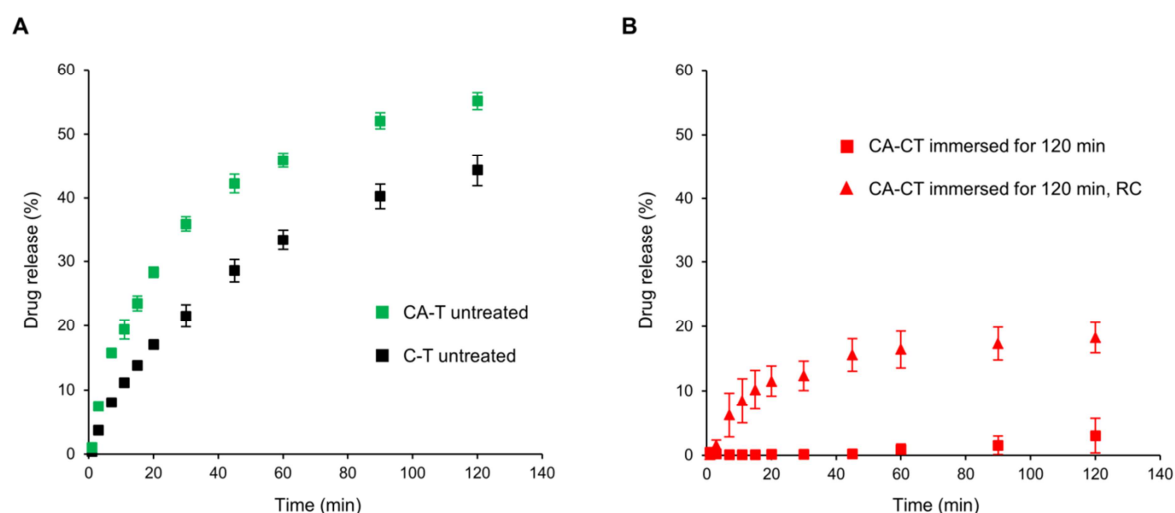 A
60
50
40
30
20
10
0
Drug release (%)
CA-T untreated
C-T untreated
0 20 40 60 80 100 120 140
Time (min)
B
60
50
40
30
20
10
0
Drug release (%)
CA-CT immersed for 120 min
CA-CT immersed for 120 min, RC
0 20 40 60 80 100 120 140
Time (min)